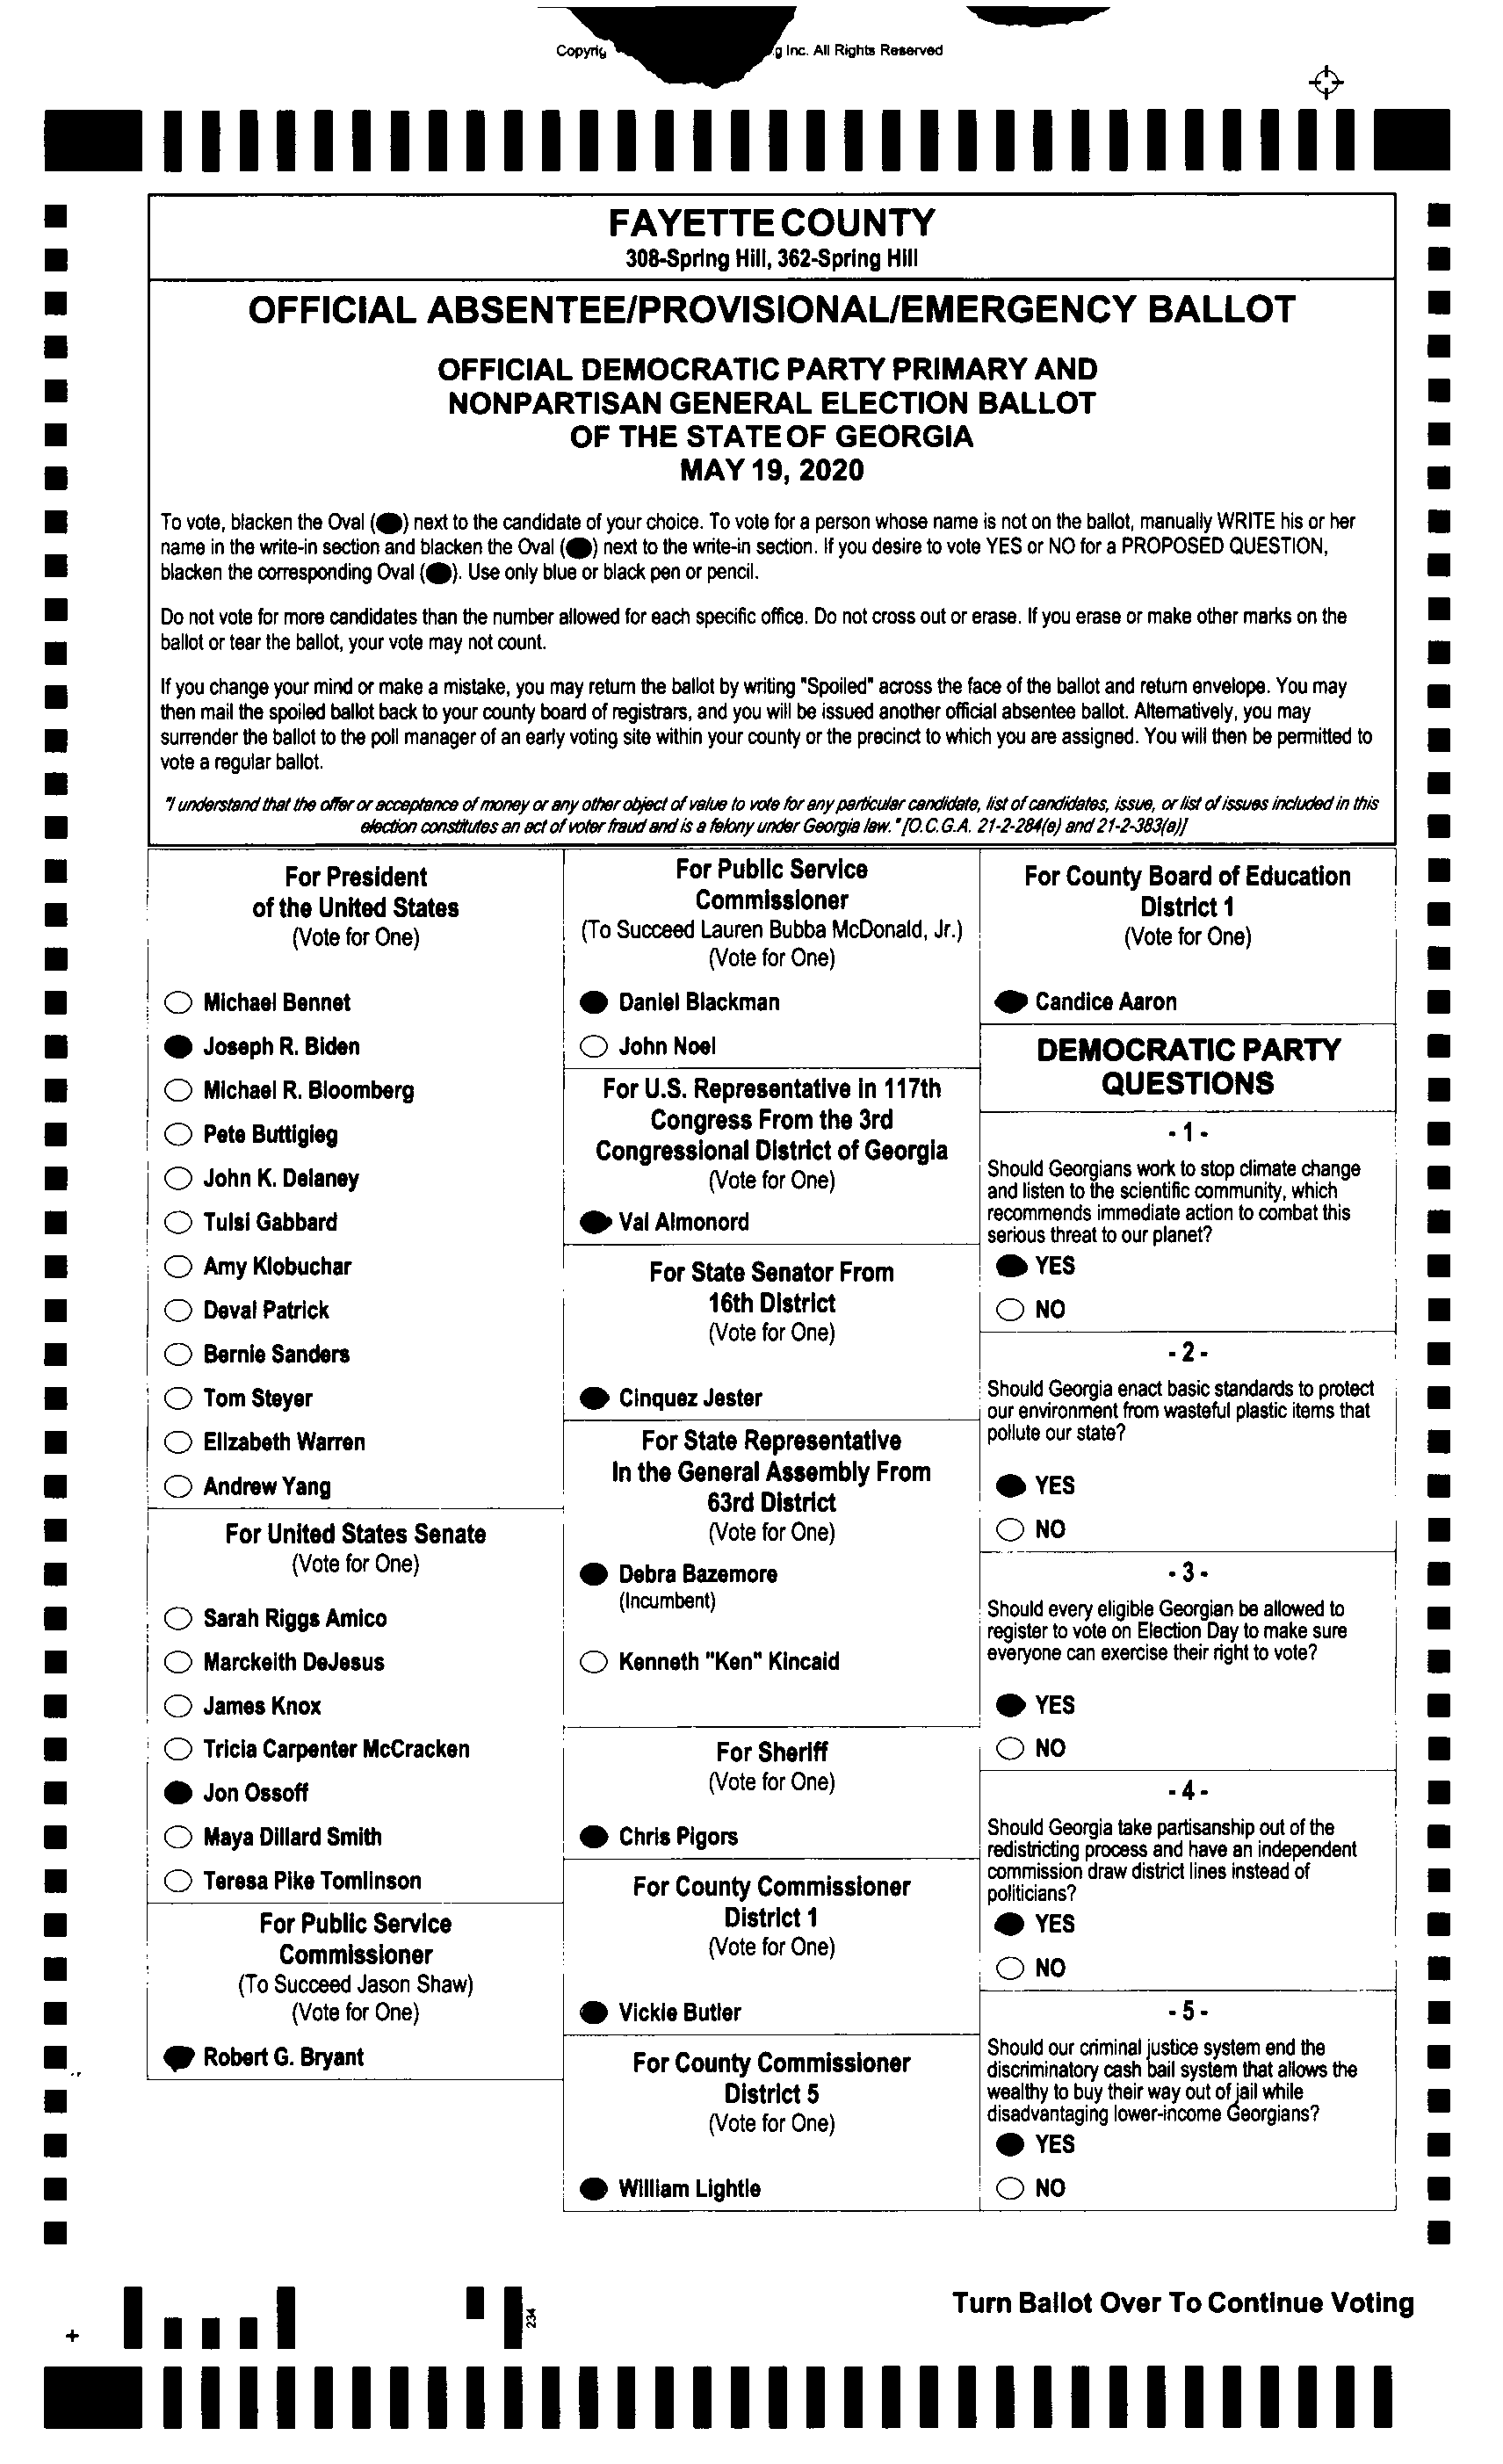 Copyrig
g Inc. All Rights Reserved
FAYETTE COUNTY
308-Spring Hill, 362-Spring Hill
OFFICIAL ABSENTEE/PROVISIONAL/EMERGENCY BALLOT
OFFICIAL DEMOCRATIC PARTY PRIMARY AND
NONPARTISAN GENERAL ELECTION BALLOT
OF THE STATE OF GEORGIA
MAY 19, 2020
To vote, blacken the Oval ( ) next to the candidate of your choice. To vote for a person whose name is not on the ballot, manually WRITE his or her
name in the write-in section and blacken the Oval ( ) next to the write-in section. If you desire to vote YES or NO for a PROPOSED QUESTION,
blacken the corresponding Oval ( ). Use only blue or black pen or pencil.
Do not vote for more candidates than the number allowed for each specific office. Do not cross out or erase. If you erase or make other marks on the
ballot or tear the ballot, your vote may not count.
If you change your mind or make a mistake, you may return the ballot by writing "Spoiled" across the face of the ballot and return envelope. You may
then mail the spoiled ballot back to your county board of registrars, and you will be issued another official absentee ballot. Alternatively, you may
surrender the ballot to the poll manager of an early voting site within your county or the precinct to which you are assigned. You will then be permitted to
vote a regular ballot.
"I understand that the offer or acceptance of money or any other object of value to vote for any particular candidate, list of candidates, issue, or list of issues included in this
election constitutes an act of voter fraud and is a felony under Georgia law." [O.C.G.A. 21-2-284(e) and 21-2-383(a)]
For President
of the United States
(Vote for One)
Michael Bennet
Joseph R. Biden
Michael R. Bloomberg
Pete Buttigieg
John K. Delaney
Tulsi Gabbard
Amy Klobuchar
Deval Patrick
Bernie Sanders
Tom Steyer
Elizabeth Warren
Andrew Yang
For United States Senate
(Vote for One)
Sarah Riggs Amico
Marckeith DeJesus
James Knox
Tricia Carpenter McCracken
Jon Ossoff
Maya Dillard Smith
Teresa Pike Tomlinson
For Public Service
Commissioner
(To Succeed Jason Shaw)
(Vote for One)
Robert G. Bryant
For Public Service
Commissioner
(To Succeed Lauren Bubba McDonald, Jr.)
(Vote for One)
Daniel Blackman
John Noel
For U.S. Representative in 117th
Congress From the 3rd
Congressional District of Georgia
(Vote for One)
Val Almonord
For State Senator From
16th District
(Vote for One)
Cinquez Jester
For State Representative
In the General Assembly From
63rd District
(Vote for One)
Debra Bazemore
(Incumbent)
Kenneth "Ken" Kincaid
For Sheriff
(Vote for One)
Chris Pigors
For County Commissioner
District 1
(Vote for One)
Vickie Butler
For County Commissioner
District 5
(Vote for One)
William Lightle
For County Board of Education
District 1
(Vote for One)
Candice Aaron
DEMOCRATIC PARTY
QUESTIONS
- 1 -
Should Georgians work to stop climate change
and listen to the scientific community, which
recommends immediate action to combat this
serious threat to our planet?
YES
NO
- 2 -
Should Georgia enact basic standards to protect
our environment from wasteful plastic items that
pollute our state?
YES
NO
- 3 -
Should every eligible Georgian be allowed to
register to vote on Election Day to make sure
everyone can exercise their right to vote?
YES
NO
- 4 -
Should Georgia take partisanship out of the
redistricting process and have an independent
commission draw district lines instead of
politicians?
YES
NO
- 5 -
Should our criminal justice system end the
discriminatory cash bail system that allows the
wealthy to buy their way out of jail while
disadvantaging lower-income Georgians?
YES
NO
Turn Ballot Over To Continue Voting
234